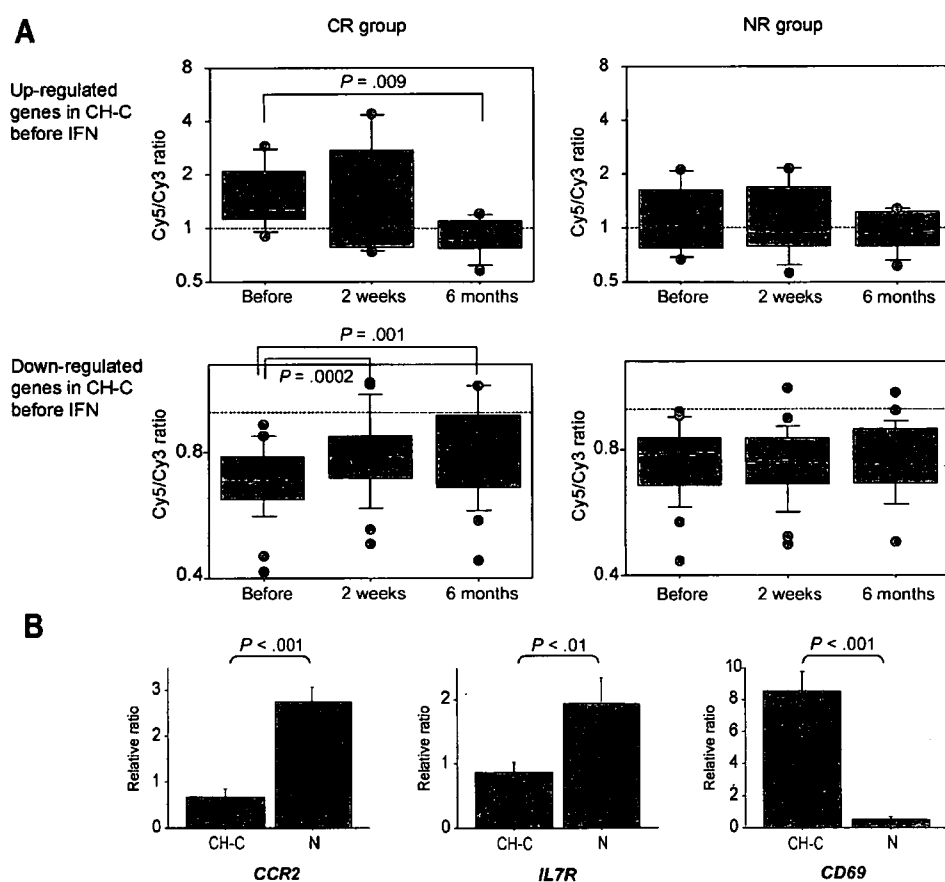 A
CR group
NR group
Up-regulated
genes in CH-C
before IFN
Cy5/Cy3 ratio
8
4
2
1
0.5
P = .009
Before
2 weeks
6 months
Cy5/Cy3 ratio
8
4
2
1
0.5
Before
2 weeks
6 months
Down-regulated
genes in CH-C
before IFN
Cy5/Cy3 ratio
0.8
0.4
P = .001
P = .0002
Before
2 weeks
6 months
Cy5/Cy3 ratio
0.8
0.4
Before
2 weeks
6 months
B
P < .001
Relative ratio
3
2
1
0
CH-C
N
CCR2
P < .01
Relative ratio
2
1
0
CH-C
N
IL7R
P < .001
Relative ratio
10
8
6
4
2
0
CH-C
N
CD69